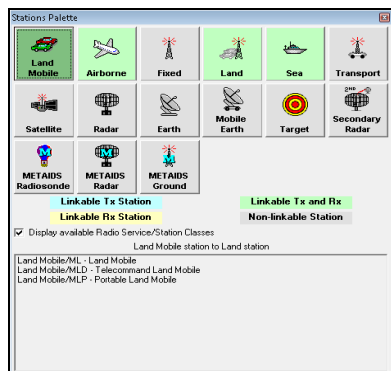 Stations Palette
Land Mobile
Airborne
Fixed
Land
Sea
Transport
Satellite
Radar
Earth
Mobile Earth
Target
2ND
Secondary Radar
M
METAIDS Radiosonde
M
METAIDS Radar
M
METAIDS Ground
Linkable Tx Station
Linkable Tx and Rx
Linkable Rx Station
Non-linkable Station
Display available Radio Service/Station Classes
Land Mobile station to Land station
Land Mobile/ML - Land Mobile
Land Mobile/MLD - Telecommand Land Mobile
Land Mobile/MLP - Portable Land Mobile